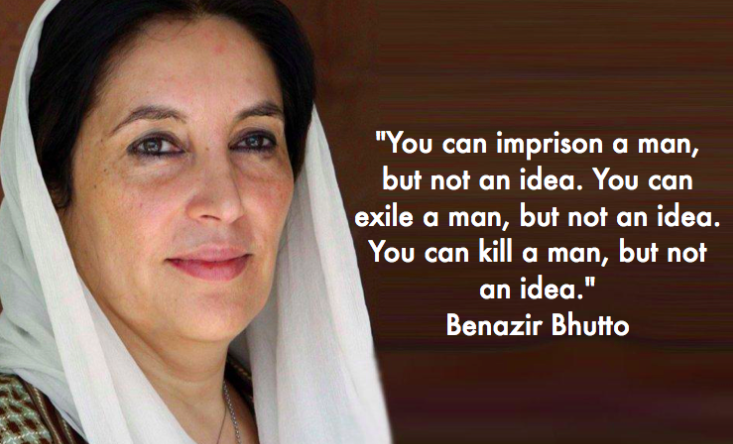 "You can imprison a man,
but not an idea. You can
exile a man, but not an idea.
You can kill a man, but not
an idea."
Benazir Bhutto